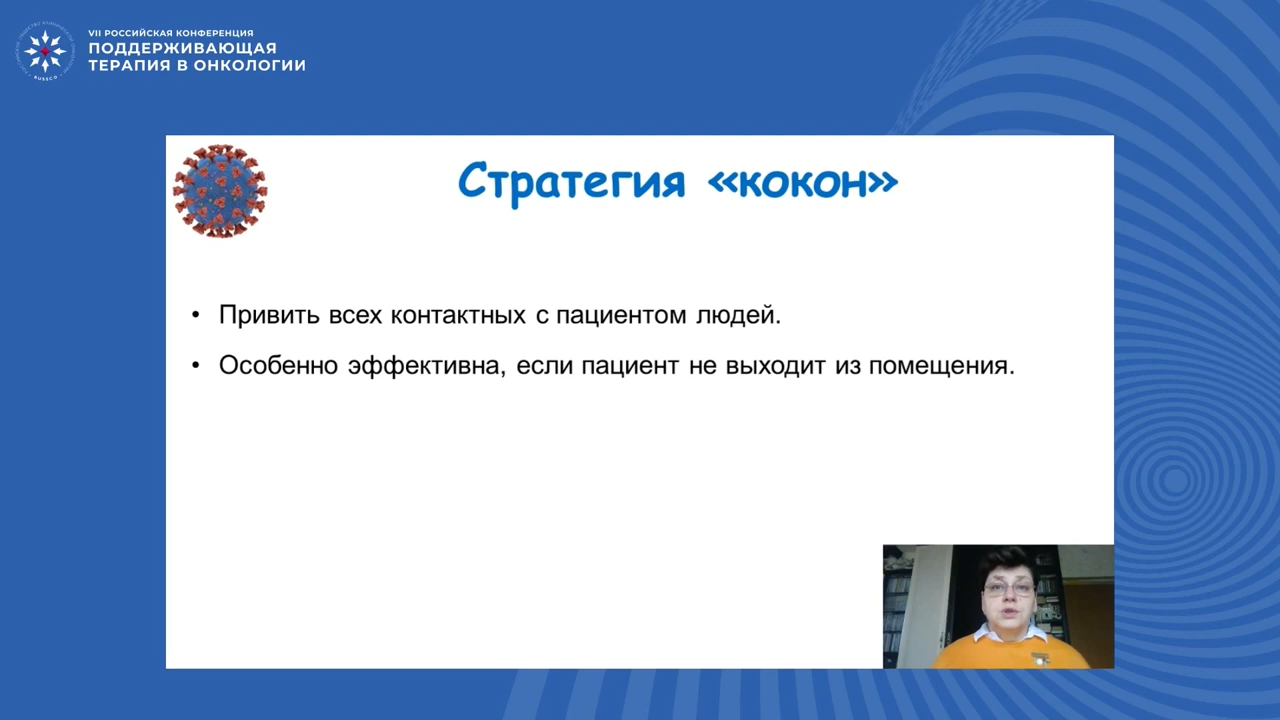 VII РОССИЙСКАЯ КОНФЕРЕНЦИЯ
ПОДДЕРЖИВАЮЩАЯ
ТЕРАПИЯ В ОНКОЛОГИИ
RUSSCO
Стратегия «кокон»
• Привить всех контактных с пациентом людей.
• Особенно эффективна, если пациент не выходит из помещения.